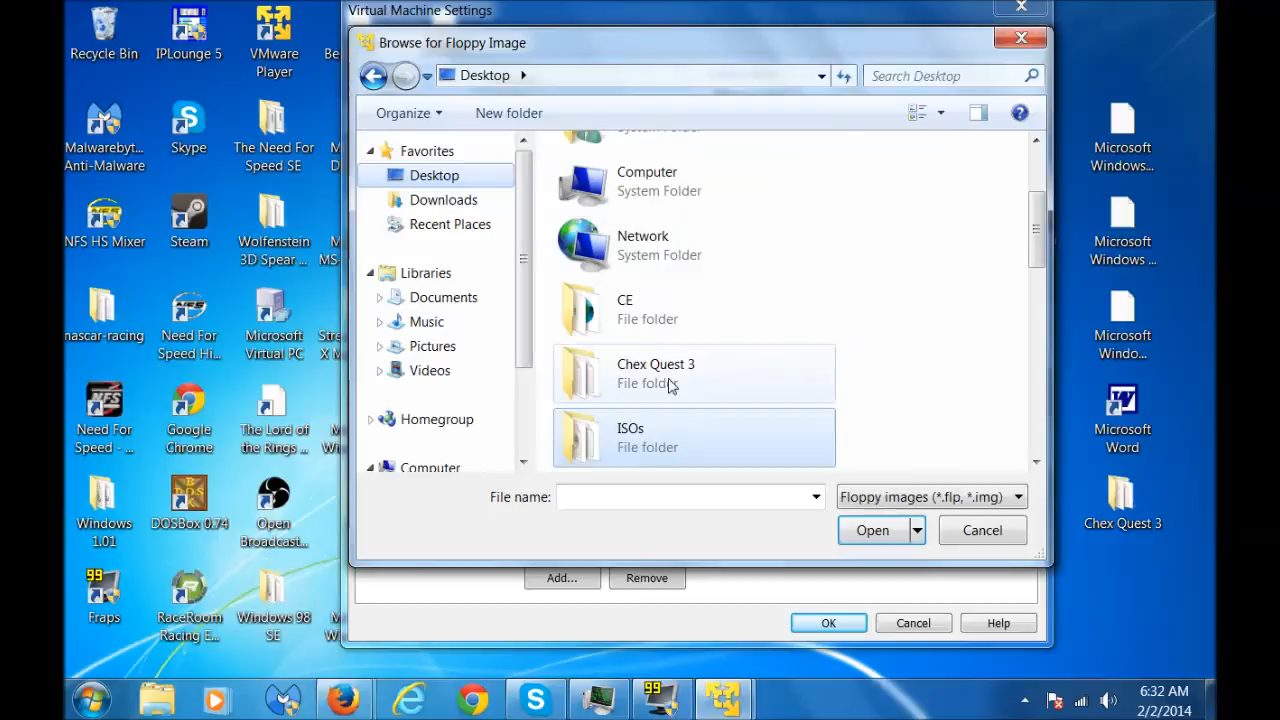 Virtual Machine Settings
Browse for Floppy Image
Desktop
Search Desktop
Organize
New folder
Favorites
Desktop
Downloads
Recent Places
Libraries
Documents
Music
Pictures
Videos
Homegroup
Computer
System Folder
Computer
System Folder
Network
System Folder
CE
File folder
Chex Quest 3
File folder
ISOs
File folder
File name:
Floppy images (*.flp, *.img)
Open
Cancel
Add...
Remove
OK
Cancel
Help
Recycle Bin
IPLounge 5
VMware
Player
Malwarebyt...
Anti-Malware
Skype
The Need For
Speed SE
NFS HS Mixer
Steam
Wolfenstein
3D Spear ...
nascar-racing
Need For
Speed Hi...
Microsoft
Virtual PC
Need For
Speed - ...
Google
Chrome
The Lord of
the Rings ...
Windows
1.01
DOSBox 0.74
Open
Broadcast...
99
Fraps
RaceRoom
Racing E...
Windows 98
SE
Microsoft
Windows...
Microsoft
Windows ...
Microsoft
Windo...
Microsoft
Word
Chex Quest 3
99
6:32 AM
2/2/2014